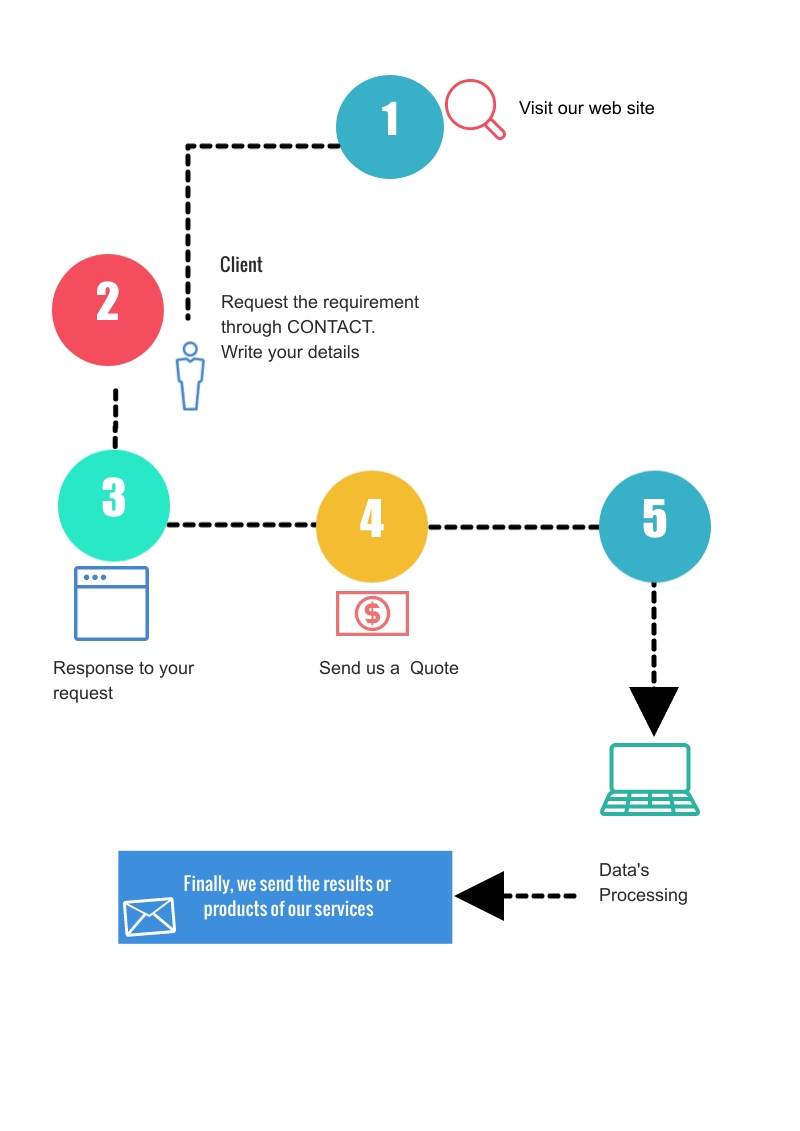 1
Visit our web site
2
Client
Request the requirement
through CONTACT.
Write your details
3
4
5
$
Response to your
request
Send us a  Quote
Data's
Processing
Finally, we send the results or
products of our services